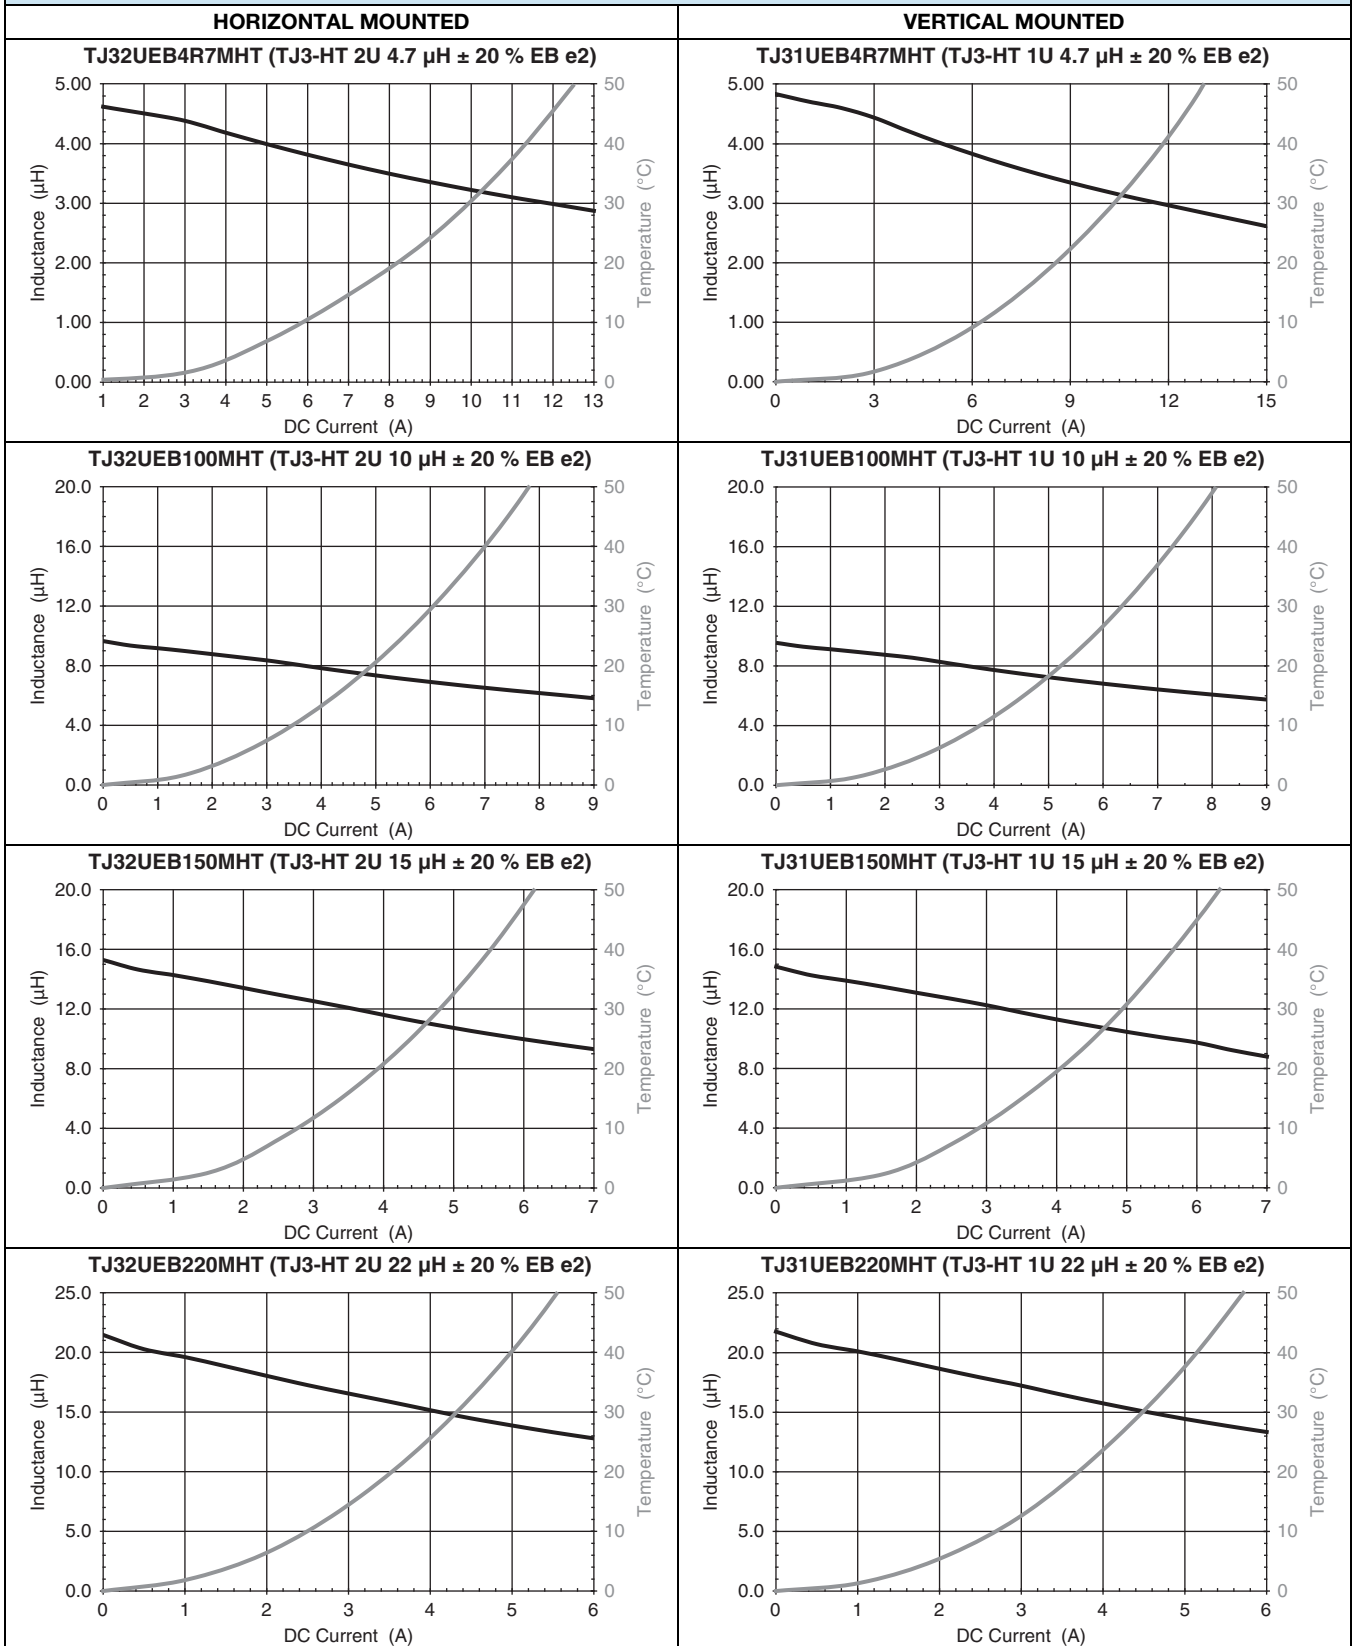 HORIZONTAL MOUNTED
VERTICAL MOUNTED
TJ32UEB4R7MHT (TJ3-HT 2U 4.7 μH ± 20 % EB e2)
5.00 4.00 3.00 2.00 1.00 0.00
Inductance (μH)
50 40 30 20 10 0
Temperature (°C)
1 2 3 4 5 6 7 8 9 10 11 12 13
DC Current (A)
TJ31UEB4R7MHT (TJ3-HT 1U 4.7 μH ± 20 % EB e2)
5.00 4.00 3.00 2.00 1.00 0.00
Inductance (μH)
50 40 30 20 10 0
Temperature (°C)
0 3 6 9 12 15
DC Current (A)
TJ32UEB100MHT (TJ3-HT 2U 10 μH ± 20 % EB e2)
20.0 16.0 12.0 8.0 4.0 0.0
Inductance (μH)
50 40 30 20 10 0
Temperature (°C)
0 1 2 3 4 5 6 7 8 9
DC Current (A)
TJ31UEB100MHT (TJ3-HT 1U 10 μH ± 20 % EB e2)
20.0 16.0 12.0 8.0 4.0 0.0
Inductance (μH)
50 40 30 20 10 0
Temperature (°C)
0 1 2 3 4 5 6 7 8 9
DC Current (A)
TJ32UEB150MHT (TJ3-HT 2U 15 μH ± 20 % EB e2)
20.0 16.0 12.0 8.0 4.0 0.0
Inductance (μH)
50 40 30 20 10 0
Temperature (°C)
0 1 2 3 4 5 6 7
DC Current (A)
TJ31UEB150MHT (TJ3-HT 1U 15 μH ± 20 % EB e2)
20.0 16.0 12.0 8.0 4.0 0.0
Inductance (μH)
50 40 30 20 10 0
Temperature (°C)
0 1 2 3 4 5 6 7
DC Current (A)
TJ32UEB220MHT (TJ3-HT 2U 22 μH ± 20 % EB e2)
25.0 20.0 15.0 10.0 5.0 0.0
Inductance (μH)
50 40 30 20 10 0
Temperature (°C)
0 1 2 3 4 5 6
DC Current (A)
TJ31UEB220MHT (TJ3-HT 1U 22 μH ± 20 % EB e2)
25.0 20.0 15.0 10.0 5.0 0.0
Inductance (μH)
50 40 30 20 10 0
Temperature (°C)
0 1 2 3 4 5 6
DC Current (A)